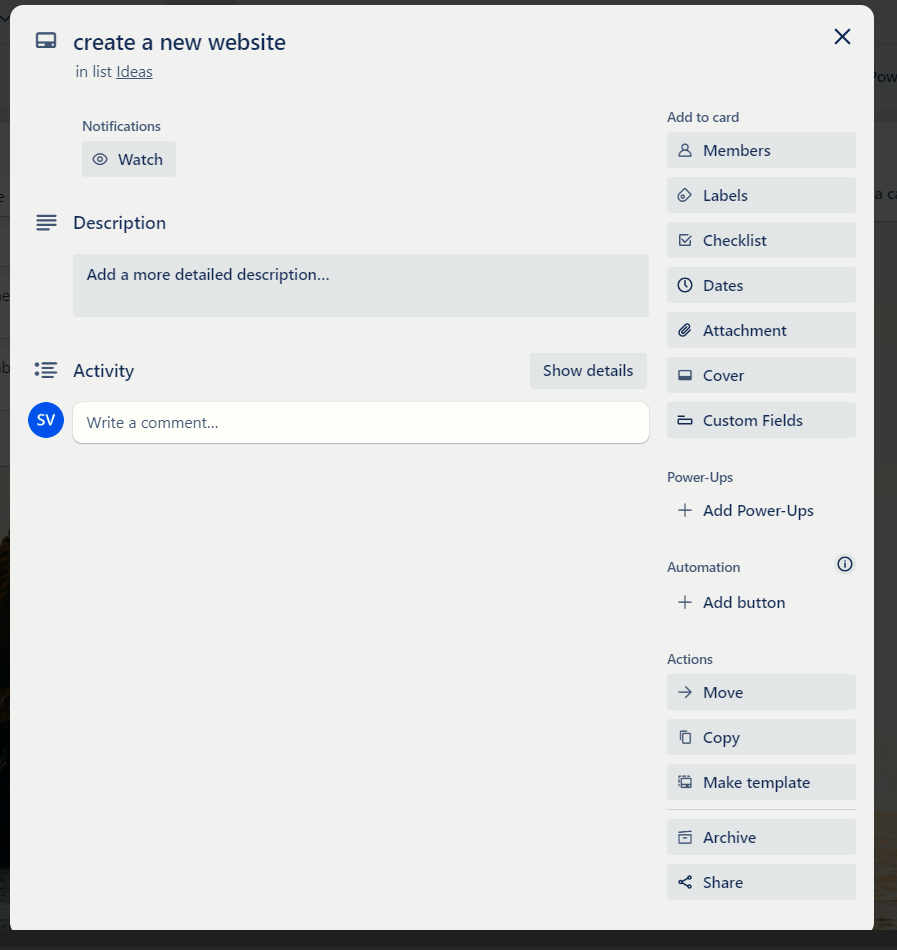 create a new website
in list Ideas
Notifications
Watch
Description
Add a more detailed description...
Activity
Show details
SV
Write a comment...
Add to card
Members
Labels
Checklist
Dates
Attachment
Cover
Custom Fields
Power-Ups
Add Power-Ups
Automation
Add button
Actions
Move
Copy
Make template
Archive
Share